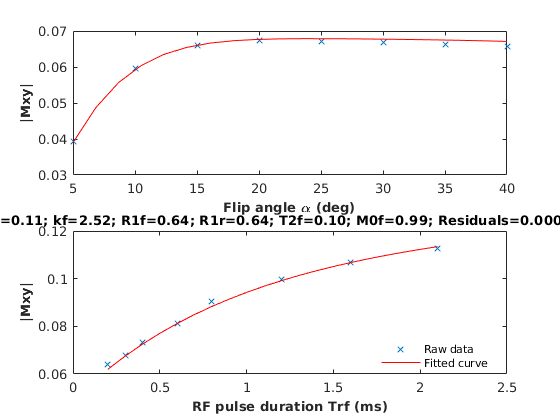 0.07
0.06
0.05
0.04
0.03
|Mxy|
5 10 15 20 25 30 35 40
Flip angle α (deg)
=0.11; kf=2.52; R1f=0.64; R1r=0.64; T2f=0.10; M0f=0.99; Residuals=0.000
0.12
0.1
0.08
0.06
|Mxy|
Raw data
Fitted curve
0 0.5 1 1.5 2 2.5
RF pulse duration Trf (ms)